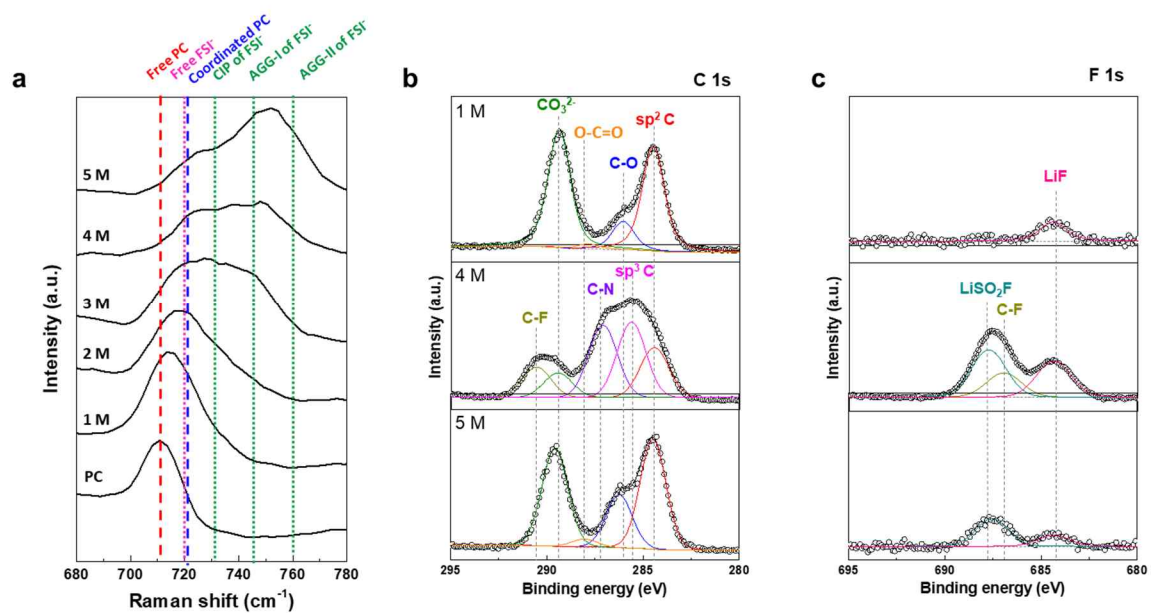 a
Free PC
Free FSI⁻
Coordinated PC
CIP of FSI⁻
AGG-I of FSI⁻
AGG-II of FSI⁻
5 M
4 M
3 M
2 M
1 M
PC
Intensity (a.u.)
680 700 720 740 760 780
Raman shift (cm⁻¹)
b
C 1s
1 M
CO₃²⁻
O-C=O
C-O
sp² C
4 M
C-F
C-N
sp³ C
5 M
Intensity (a.u.)
295 290 285 280
Binding energy (eV)
c
F 1s
LiF
LiSO₂F
C-F
Intensity (a.u.)
695 690 685 680
Binding energy (eV)